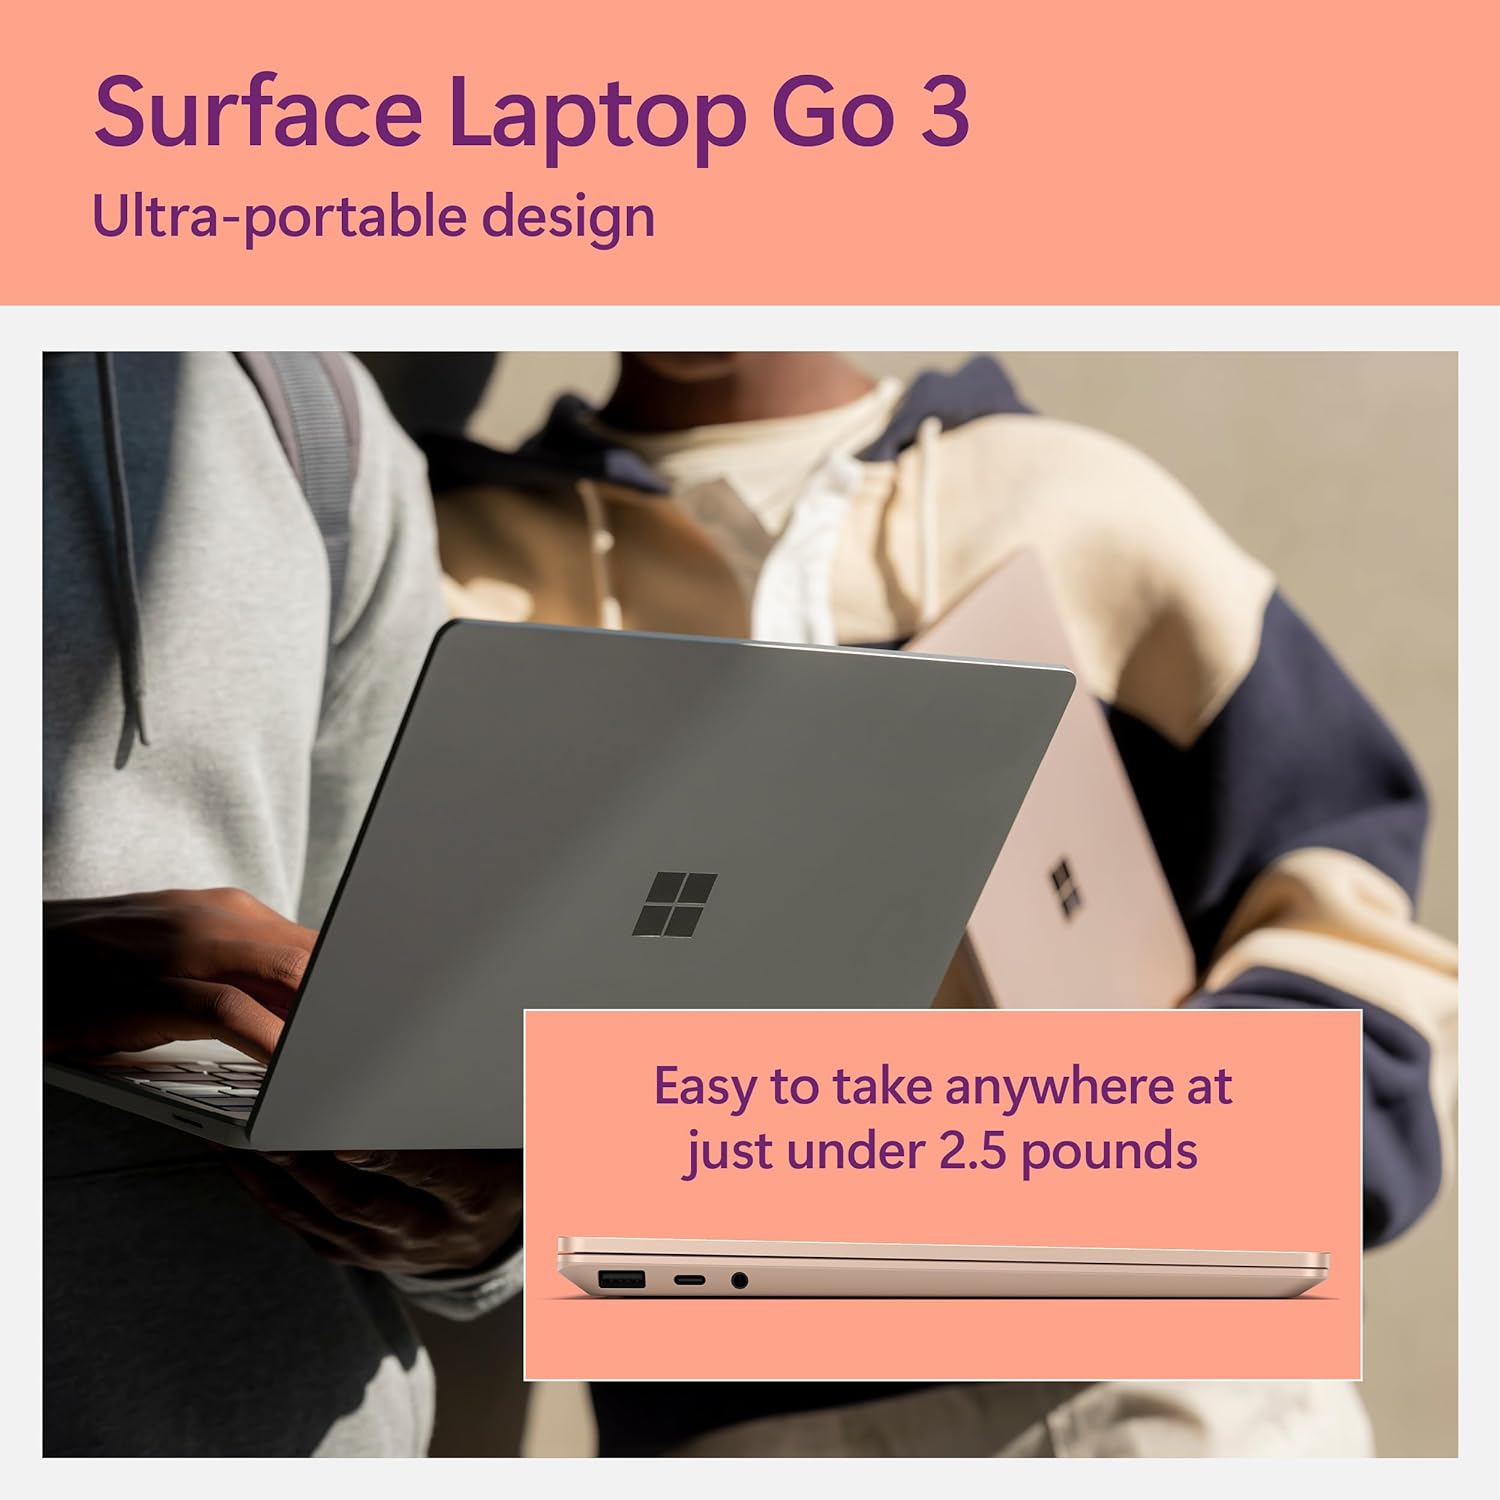 Surface Laptop Go 3
Ultra-portable design
Easy to take anywhere at
just under 2.5 pounds